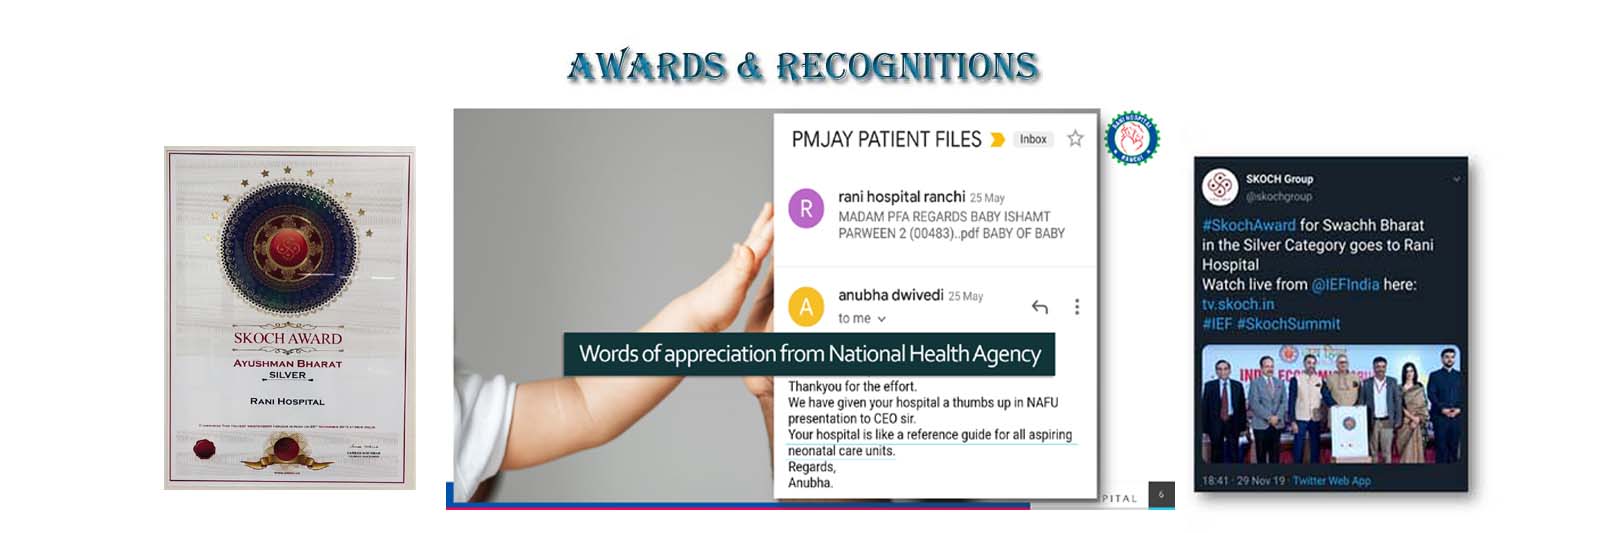 AWARDS & RECOGNITIONS
SKOCH AWARD
AYUSHMAN BHARAT
SILVER
RANI HOSPITAL
PMJAY PATIENT FILES
Inbox
R
rani hospital ranchi 25 May
MADAM PFA REGARDS BABY ISHAMT
PARWEEN 2 (00483)..pdf BABY OF BABY
A
anubha dwivedi 25 May
to me
Words of appreciation from National Health Agency
Thankyou for the effort.
We have given your hospital a thumbs up in NAFU
presentation to CEO sir.
Your hospital is like a reference guide for all aspiring
neonatal care units.
Regards,
Anubha.
PITAL
6
RANI HOSPITAL
RANCHI
SKOCH Group
@skochgroup
#SkochAward for Swachh Bharat
in the Silver Category goes to Rani
Hospital
Watch live from @IEFIndia here:
tv.skoch.in
#IEF #SkochSummit
18:41 · 29 Nov 19 · Twitter Web App